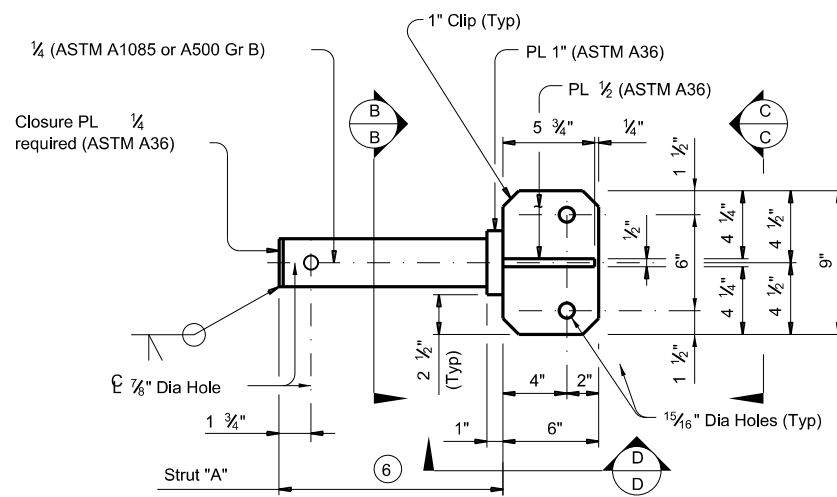 1" Clip (Typ)
¼ (ASTM A1085 or A500 Gr B)
PL 1" (ASTM A36)
PL ½ (ASTM A36)
B
B
C
C
5 ¾"
¼"
1 ½"
Closure PL ¼
required (ASTM A36)
½"
6"
4 ¼"
4 ½"
9"
4 ¼"
4 ½"
2 ½"
(Typ)
1 ½"
℄ ⅞" Dia Hole
4"
2"
15/16" Dia Holes (Typ)
1 ¾"
1"
6"
Strut "A"
6
D
D